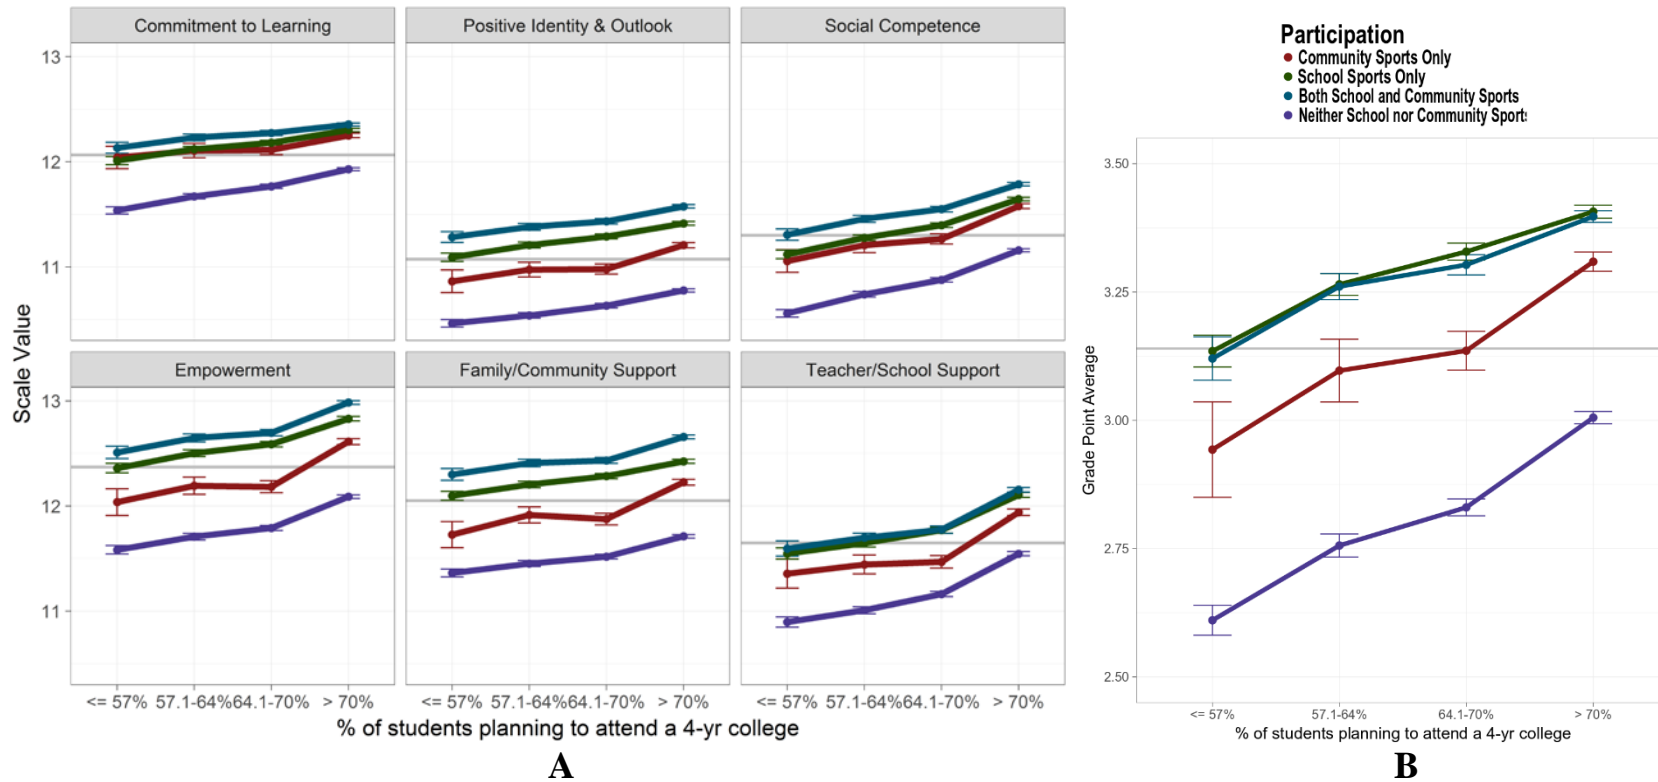 Commitment to Learning
Positive Identity & Outlook
Social Competence
13
12
11
Scale Value
Empowerment
Family/Community Support
Teacher/School Support
13
12
11
<= 57% 57.1-64% 64.1-70% > 70%
<= 57% 57.1-64% 64.1-70% > 70%
<= 57% 57.1-64% 64.1-70% > 70%
% of students planning to attend a 4-yr college
A
Participation
Community Sports Only
School Sports Only
Both School and Community Sports
Neither School nor Community Sports
3.50
3.25
3.00
2.75
2.50
Grade Point Average
<= 57% 57.1-64% 64.1-70% > 70%
% of students planning to attend a 4-yr college
B